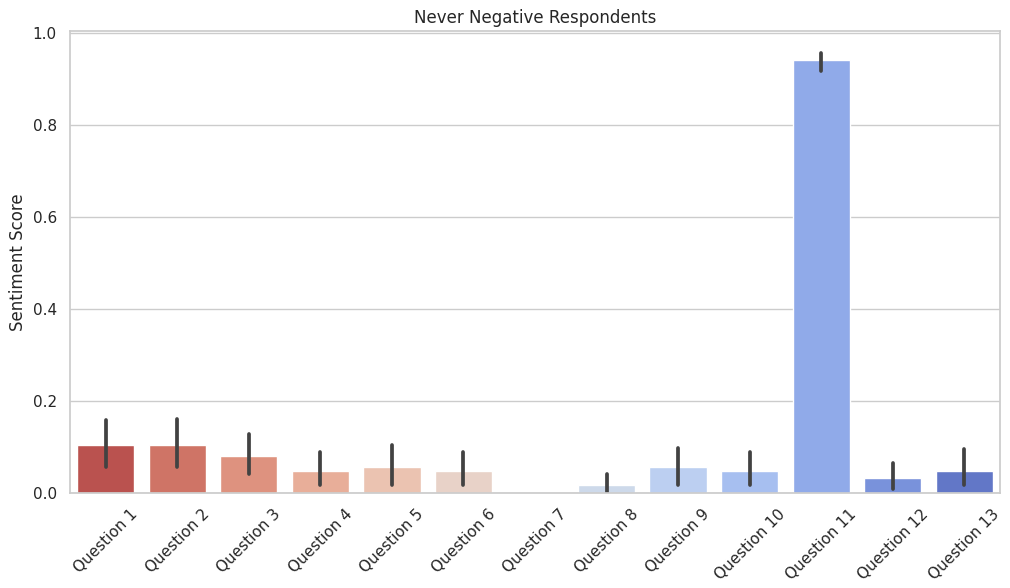 Never Negative Respondents
Sentiment Score
1.0
0.8
0.6
0.4
0.2
0.0
Question 1
Question 2
Question 3
Question 4
Question 5
Question 6
Question 7
Question 8
Question 9
Question 10
Question 11
Question 12
Question 13